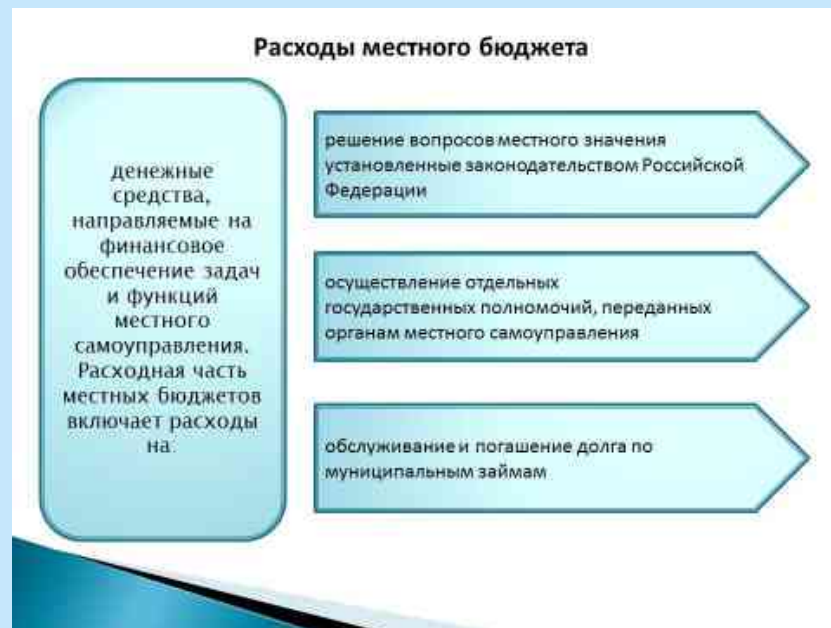 Расходы местного бюджета
денежные
средства,
направляемые на
финансовое
обеспечение задач
и функций
местного
самоуправления.
Расходная часть
местных бюджетов
включает расходы
на
решение вопросов местного значения
установленные законодательством Российской
Федерации
осуществление отдельных
государственных полномочий, переданных
органам местного самоуправления
обслуживание и погашение долга по
муниципальным займам